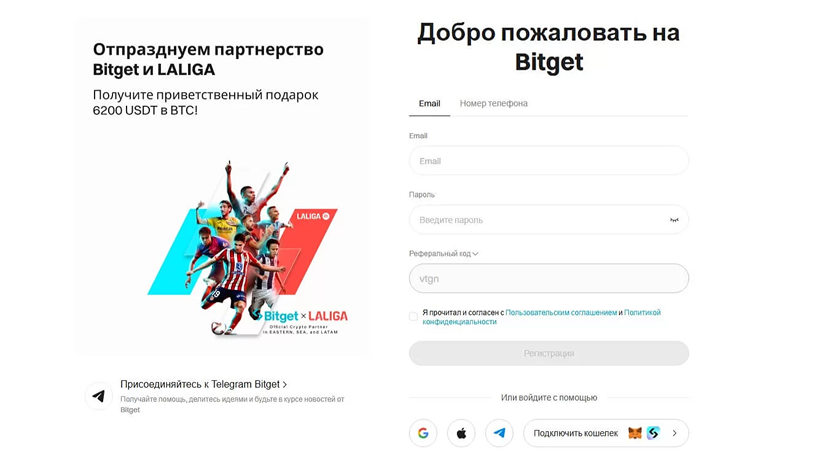 Отпразднуем партнерство
Bitget и LALIGA
Получите приветственный подарок
6200 USDT в BTC!
LALIGA
Bitget × LALIGA
Official Crypto Partner
in EASTERN, SEA, and LATAM
Присоединяйтесь к Telegram Bitget
Получайте помощь, делитесь идеями и будьте в курсе новостей от
Bitget
Добро пожаловать на
Bitget
Email
Номер телефона
Email
Email
Пароль
Введите пароль
Реферальный код
vtgn
Я прочитал и согласен с Пользовательским соглашением и Политикой
конфиденциальности
Регистрация
Или войдите с помощью
Подключить кошелек